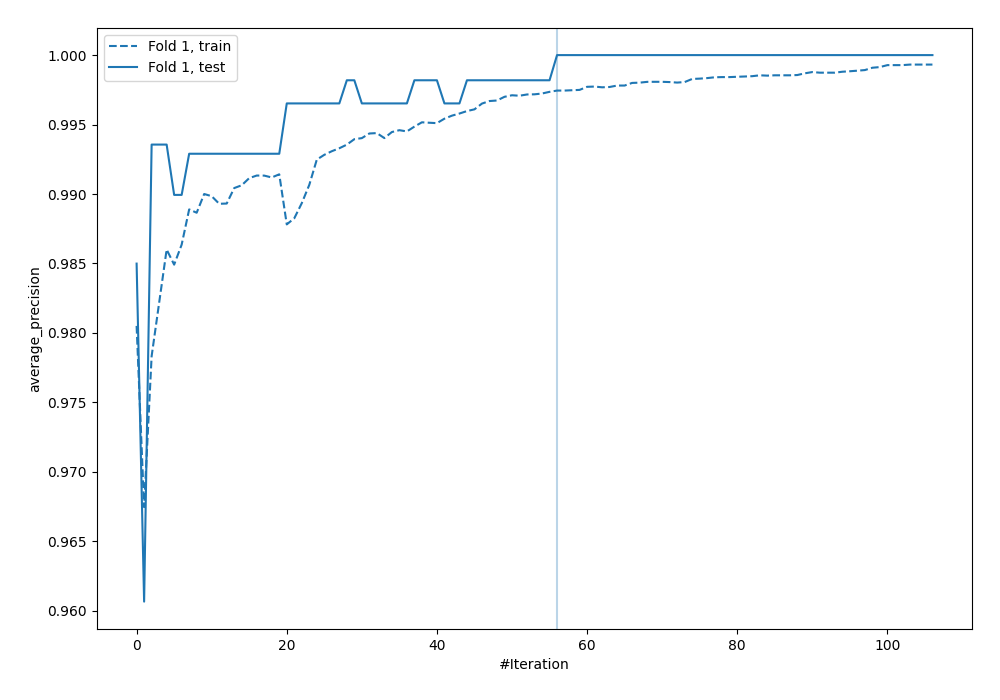 Fold 1, train
Fold 1, test
1.000
0.995
0.990
0.985
0.980
0.975
0.970
0.965
0.960
average_precision
0 20 40 60 80 100
#Iteration